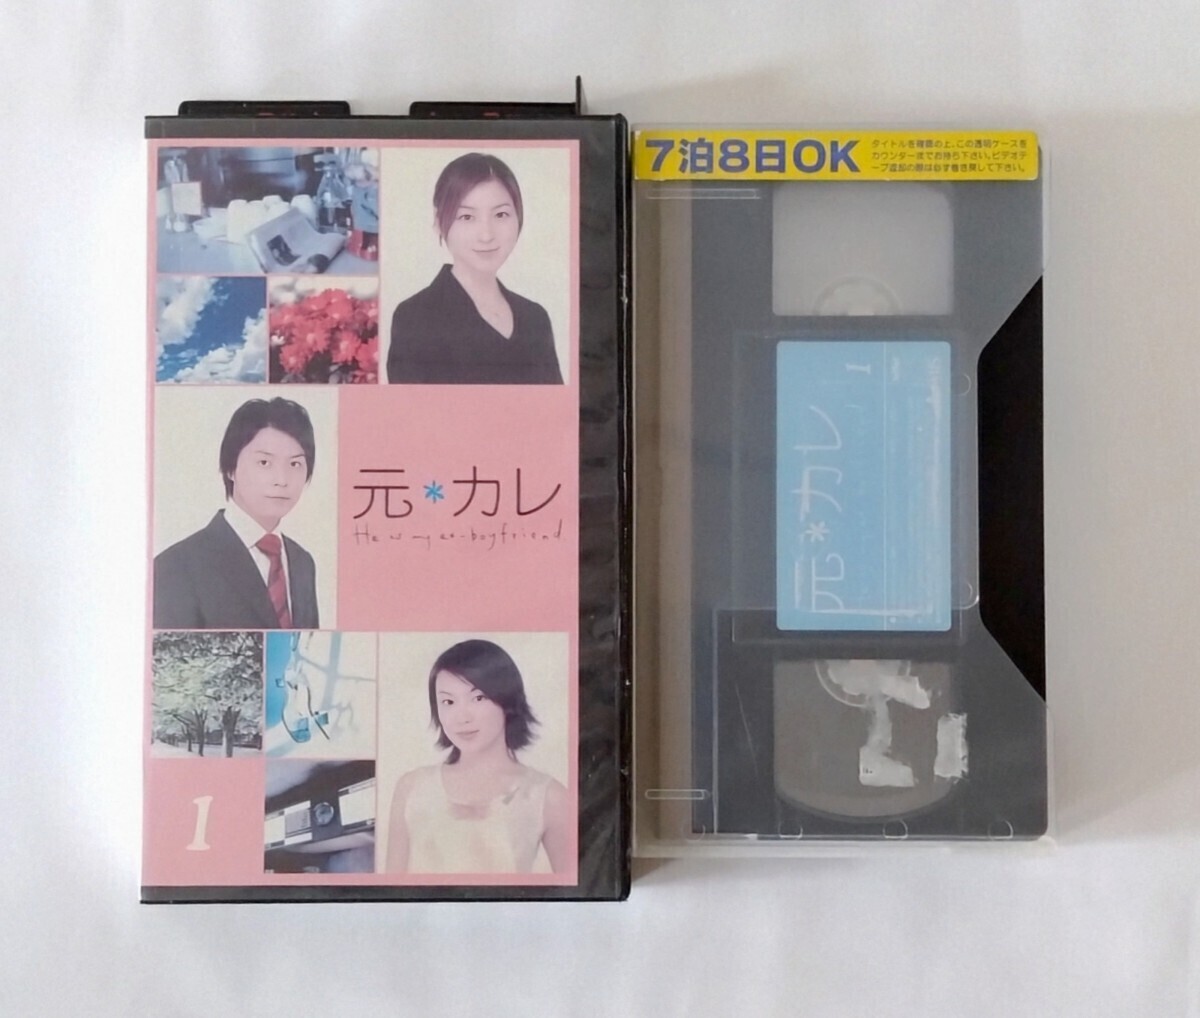 元*カレ
He is my ex-boyfriend
1
7泊8日OK
タイトルを確認の上、この透明ケースを
カウンターまでお持ち下さい。ビデオテ
ープ返却の際は必ず巻き戻して下さい。
元*カレ
1